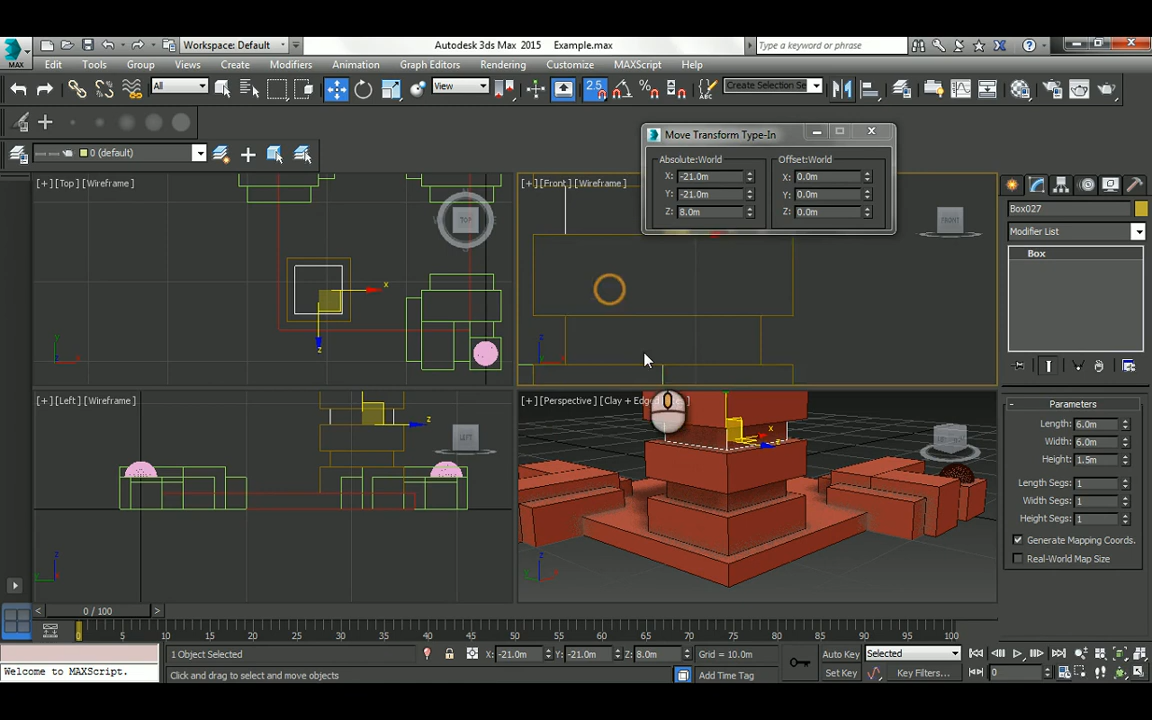 MAX
Workspace: Default
Autodesk 3ds Max 2015
Example.max
Type a keyword or phrase
Edit
Tools
Group
Views
Create
Modifiers
Animation
Graph Editors
Rendering
Customize
MAXScript
Help
All
View
2.5
Create Selection Se
0 (default)
Move Transform Type-In
Absolute:World
Offset:World
X: -21.0m
X: 0.0m
Y: -21.0m
Y: 0.0m
Z: 8.0m
Z: 0.0m
[+] [Top] [Wireframe]
[+] [Front] [Wireframe]
TOP
FRONT
x
z
[+] [Left] [Wireframe]
[+] [Perspective] [Clay + Edged
LEFT
z
x
Box027
Modifier List
Box
Parameters
Length: 6.0m
Width: 6.0m
Height: 1.5m
Length Segs: 1
Width Segs: 1
Height Segs: 1
Generate Mapping Coords.
Real-World Map Size
0 / 100
0 5 10 15 20 25 30 35 40 45 50 55 60 65 70 75 80 85 90 95 100
1 Object Selected
X: -21.0m
Y: -21.0m
Z: 8.0m
Grid = 10.0m
Auto Key
Selected
Welcome to MAXScript.
Click and drag to select and move objects
Add Time Tag
Set Key
Key Filters...
0